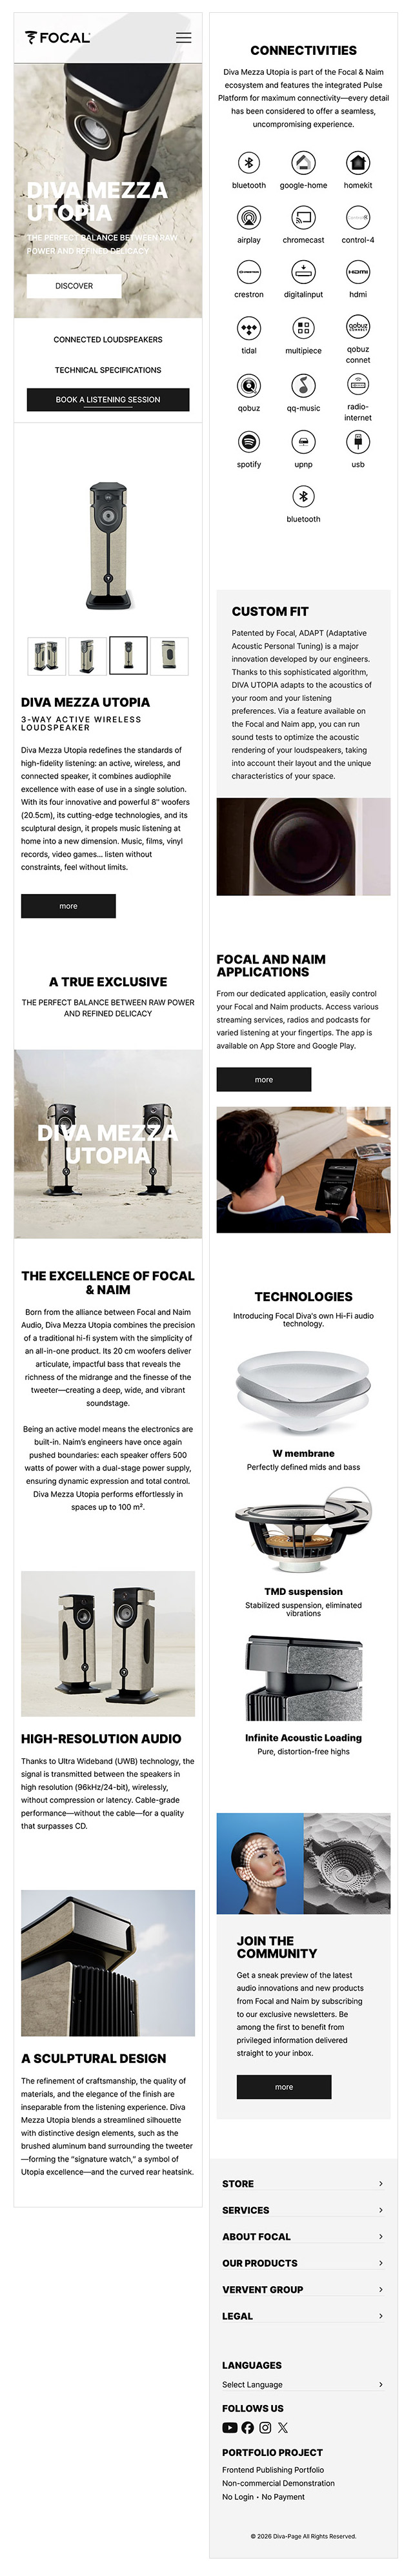 FOCAL
DIVA MEZZA
UTOPIA
THE PERFECT BALANCE BETWEEN RAW
POWER AND REFINED DELICACY
DISCOVER
CONNECTED LOUDSPEAKERS
TECHNICAL SPECIFICATIONS
BOOK A LISTENING SESSION
DIVA MEZZA UTOPIA
3-WAY ACTIVE WIRELESS
LOUDSPEAKER
Diva Mezza Utopia redefines the standards of
high-fidelity listening: an active, wireless, and
connected speaker, it combines audiophile
excellence with ease of use in a single solution.
With its four innovative and powerful 8" woofers
(20.5cm), its cutting-edge technologies, and its
sculptural design, it propels music listening at
home into a new dimension. Music, films, vinyl
records, video games... listen without
constraints, feel without limits.
more
A TRUE EXCLUSIVE
THE PERFECT BALANCE BETWEEN RAW POWER
AND REFINED DELICACY
DIVA MEZZA
UTOPIA
THE EXCELLENCE OF FOCAL
& NAIM
Born from the alliance between Focal and Naim
Audio, Diva Mezza Utopia combines the precision
of a traditional hi-fi system with the simplicity of
an all-in-one product. Its 20 cm woofers deliver
articulate, impactful bass that reveals the
richness of the midrange and the finesse of the
tweeter—creating a deep, wide, and vibrant
soundstage.
Being an active model means the electronics are
built-in. Naim's engineers have once again
pushed boundaries: each speaker offers 500
watts of power with a dual-stage power supply,
ensuring dynamic expression and total control.
Diva Mezza Utopia performs effortlessly in
spaces up to 100 m².
HIGH-RESOLUTION AUDIO
Thanks to Ultra Wideband (UWB) technology, the
signal is transmitted between the speakers in
high resolution (96kHz/24-bit), wirelessly,
without compression or latency. Cable-grade
performance—without the cable—for a quality
that surpasses CD.
A SCULPTURAL DESIGN
The refinement of craftsmanship, the quality of
materials, and the elegance of the finish are
inseparable from the listening experience. Diva
Mezza Utopia blends a streamlined silhouette
with distinctive design elements, such as the
brushed aluminum band surrounding the tweeter
—forming the "signature watch," a symbol of
Utopia excellence—and the curved rear heatsink.
CONNECTIVITIES
Diva Mezza Utopia is part of the Focal & Naim
ecosystem and features the integrated Pulse
Platform for maximum connectivity—every detail
has been considered to offer a seamless,
uncompromising experience.
bluetooth google-home homekit
airplay chromecast control-4
CRESTRON HDMI
crestron digitalinput hdmi
qobuz CONNECT
tidal multipiece qobuz
connet
qobuz qq-music radio-
internet
spotify upnp usb
bluetooth
CUSTOM FIT
Patented by Focal, ADAPT (Adaptative
Acoustic Personal Tuning) is a major
innovation developed by our engineers.
Thanks to this sophisticated algorithm,
DIVA UTOPIA adapts to the acoustics of
your room and your listening
preferences. Via a feature available on
the Focal and Naim app, you can run
sound tests to optimize the acoustic
rendering of your loudspeakers, taking
into account their layout and the unique
characteristics of your space.
FOCAL AND NAIM
APPLICATIONS
From our dedicated application, easily control
your Focal and Naim products. Access various
streaming services, radios and podcasts for
varied listening at your fingertips. The app is
available on App Store and Google Play.
more
TECHNOLOGIES
Introducing Focal Diva's own Hi-Fi audio
technology.
W membrane
Perfectly defined mids and bass
TMD suspension
Stabilized suspension, eliminated
vibrations
Infinite Acoustic Loading
Pure, distortion-free highs
JOIN THE
COMMUNITY
Get a sneak preview of the latest
audio innovations and new products
from Focal and Naim by subscribing
to our exclusive newsletters. Be
among the first to benefit from
privileged information delivered
straight to your inbox.
more
STORE
SERVICES
ABOUT FOCAL
OUR PRODUCTS
VERVENT GROUP
LEGAL
LANGUAGES
Select Language
FOLLOWS US
PORTFOLIO PROJECT
Frontend Publishing Portfolio
Non-commercial Demonstration
No Login • No Payment
© 2026 Diva-Page All Rights Reserved.